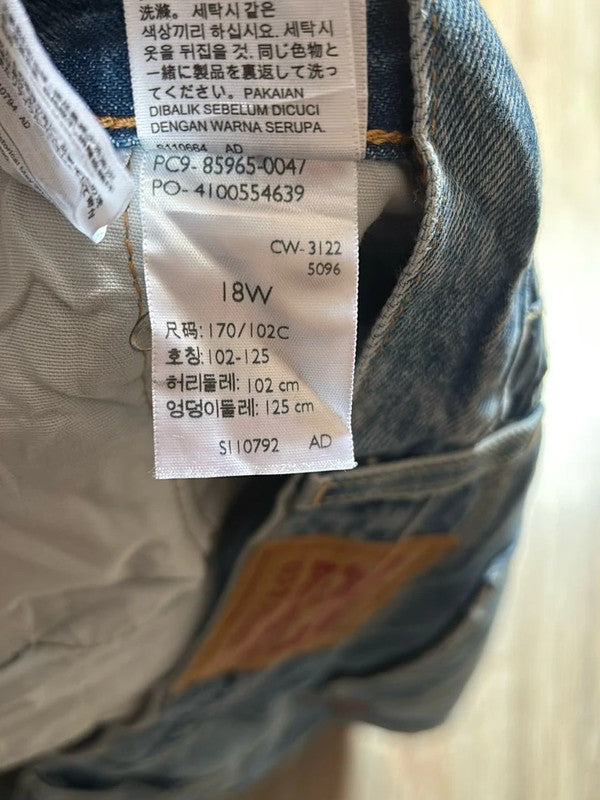 洗滌。세탁시 같은
색상끼리 하십시요. 세탁시
옷을 뒤집을 것. 同じ色物と
一緒に製品を裏返して洗っ
てください。PAKAIAN
DIBALIK SEBELUM DICUCI
DENGAN WARNA SERUPA.
S110664 AD
PC9- 85965-0047
PO- 4100554639
CW- 3122
5096
18W
尺码: 170/102C
호칭: 102-125
허리둘레: 102 cm
엉덩이둘레: 125 cm
S110792 AD
AD